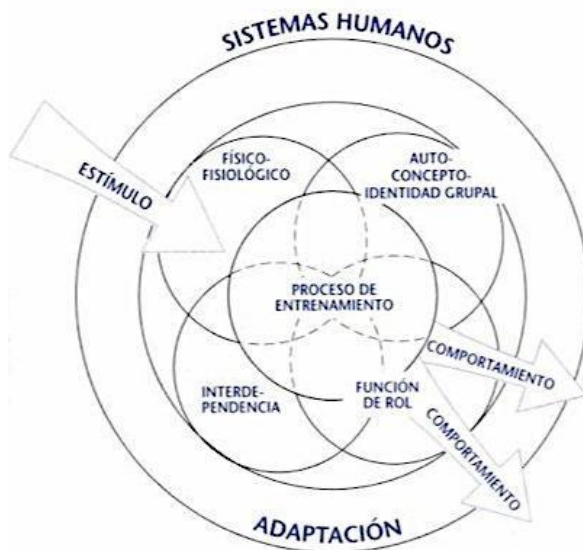 SISTEMAS HUMANOS
ESTÍMULO
FÍSICO-
FISIOLÓGICO
AUTO-
CONCEPTO-
IDENTIDAD GRUPAL
PROCESO DE
ENTRENAMIENTO
INTERDE-
PENDENCIA
FUNCIÓN
DE ROL
COMPORTAMIENTO
COMPORTAMIENTO
ADAPTACIÓN